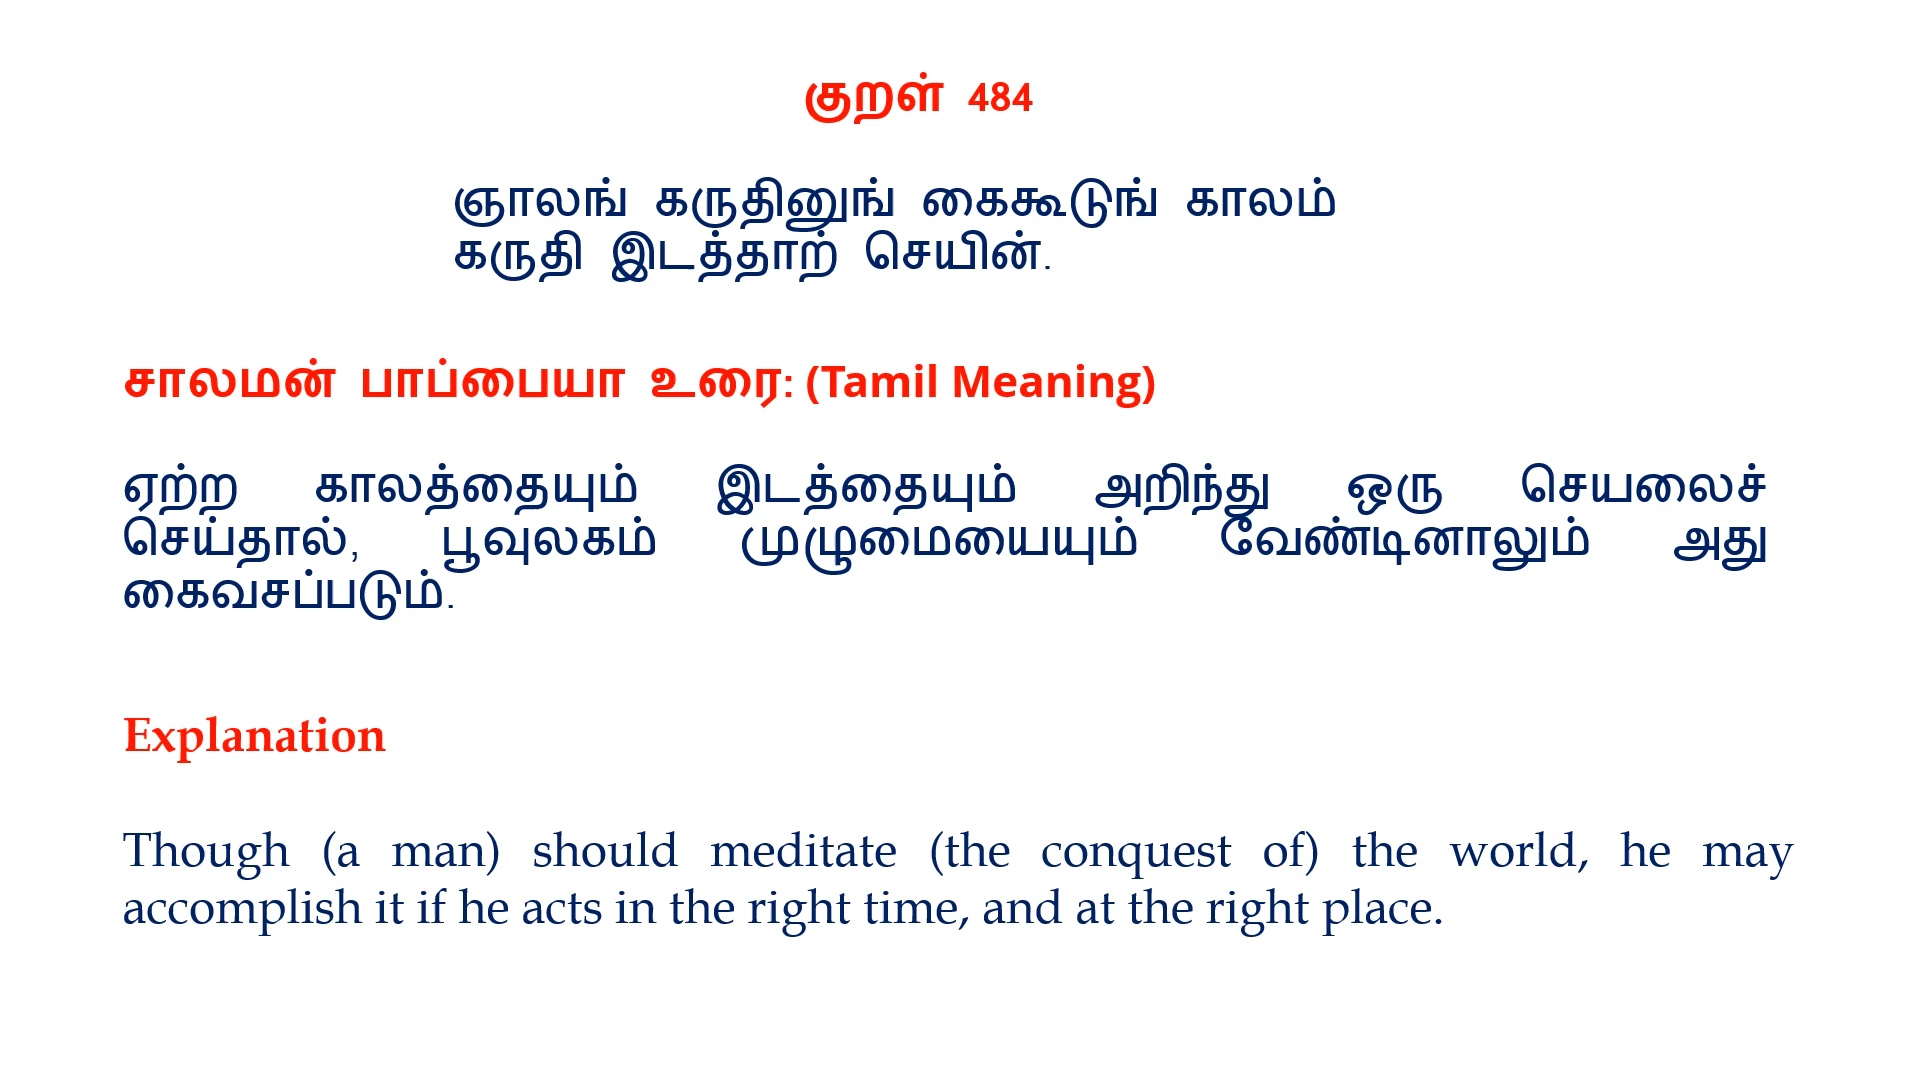 குறள் 484
ஞாலங் கருதினுங் கைகூடுங் காலம்
கருதி இடத்தாற் செயின்.
சாலமன் பாப்பையா உரை: (Tamil Meaning)
ஏற்ற காலத்தையும் இடத்தையும் அறிந்து ஒரு செயலைச்
செய்தால், பூவுலகம் முழுமையையும் வேண்டினாலும் அது
கைவசப்படும்.
Explanation
Though (a man) should meditate (the conquest of) the world, he may
accomplish it if he acts in the right time, and at the right place.